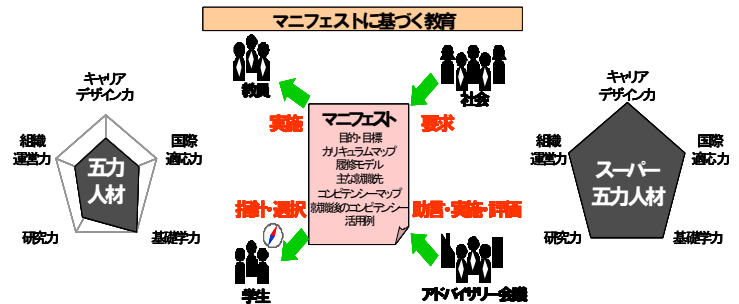 マニフェストに基づく教育
キャリア
デザイン力
組織
運営力
国際
適応力
五力
人材
研究力
基礎学力
教員
社会
実施
要求
マニフェスト
目的・目標
カリキュラムマップ
履修モデル
主な就職先
コンピテンシーマップ
就職後のコンピテンシー
活用例
指針・選択
助言・実施・評価
学生
アドバイザリー会議
キャリア
デザイン力
組織
運営力
国際
適応力
スーパー
五力人材
研究力
基礎学力